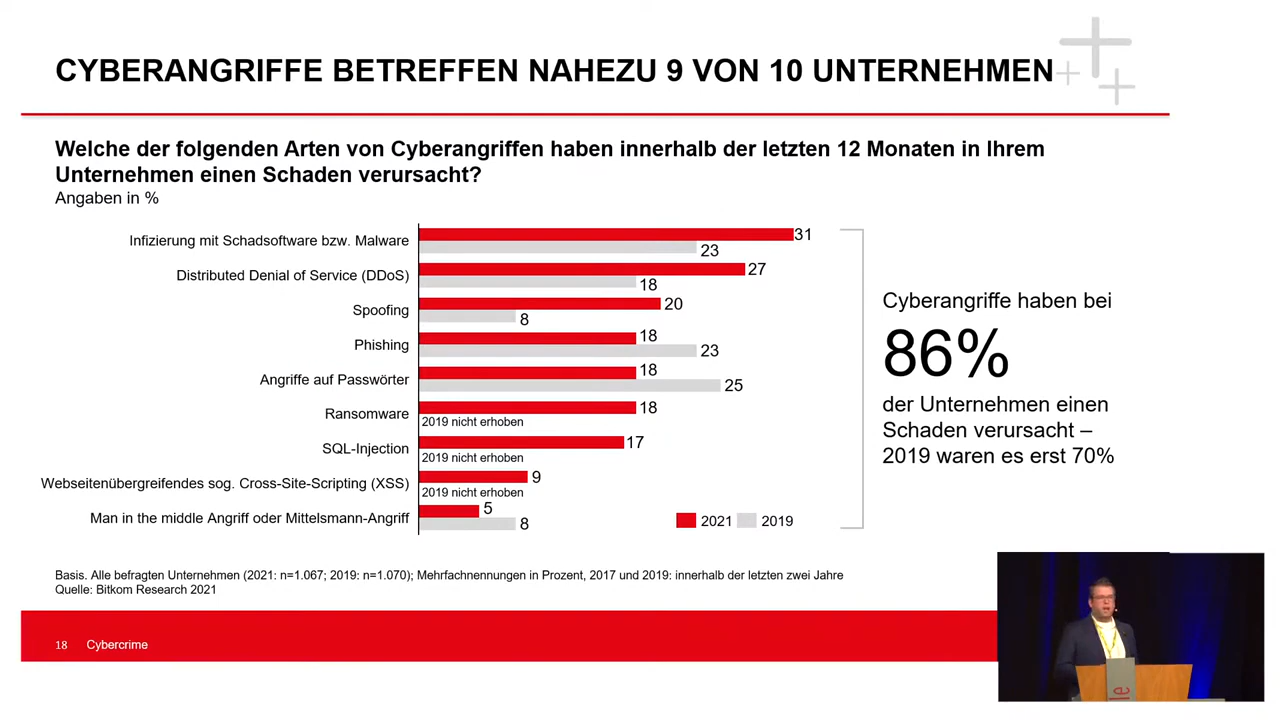 CYBERANGRIFFE BETREFFEN NAHEZU 9 VON 10 UNTERNEHMEN
Welche der folgenden Arten von Cyberangriffen haben innerhalb der letzten 12 Monaten in Ihrem
Unternehmen einen Schaden verursacht?
Angaben in %
Infizierung mit Schadsoftware bzw. Malware
31
23
Distributed Denial of Service (DDoS)
27
18
Spoofing
20
8
Phishing
18
23
Angriffe auf Passwörter
18
25
Ransomware
18
2019 nicht erhoben
SQL-Injection
17
2019 nicht erhoben
Webseitenübergreifendes sog. Cross-Site-Scripting (XSS)
9
2019 nicht erhoben
Man in the middle Angriff oder Mittelsmann-Angriff
5
8
2021
2019
Cyberangriffe haben bei
86%
der Unternehmen einen
Schaden verursacht –
2019 waren es erst 70%
Basis. Alle befragten Unternehmen (2021: n=1.067; 2019: n=1.070); Mehrfachnennungen in Prozent, 2017 und 2019: innerhalb der letzten zwei Jahre
Quelle: Bitkom Research 2021
18 Cybercrime